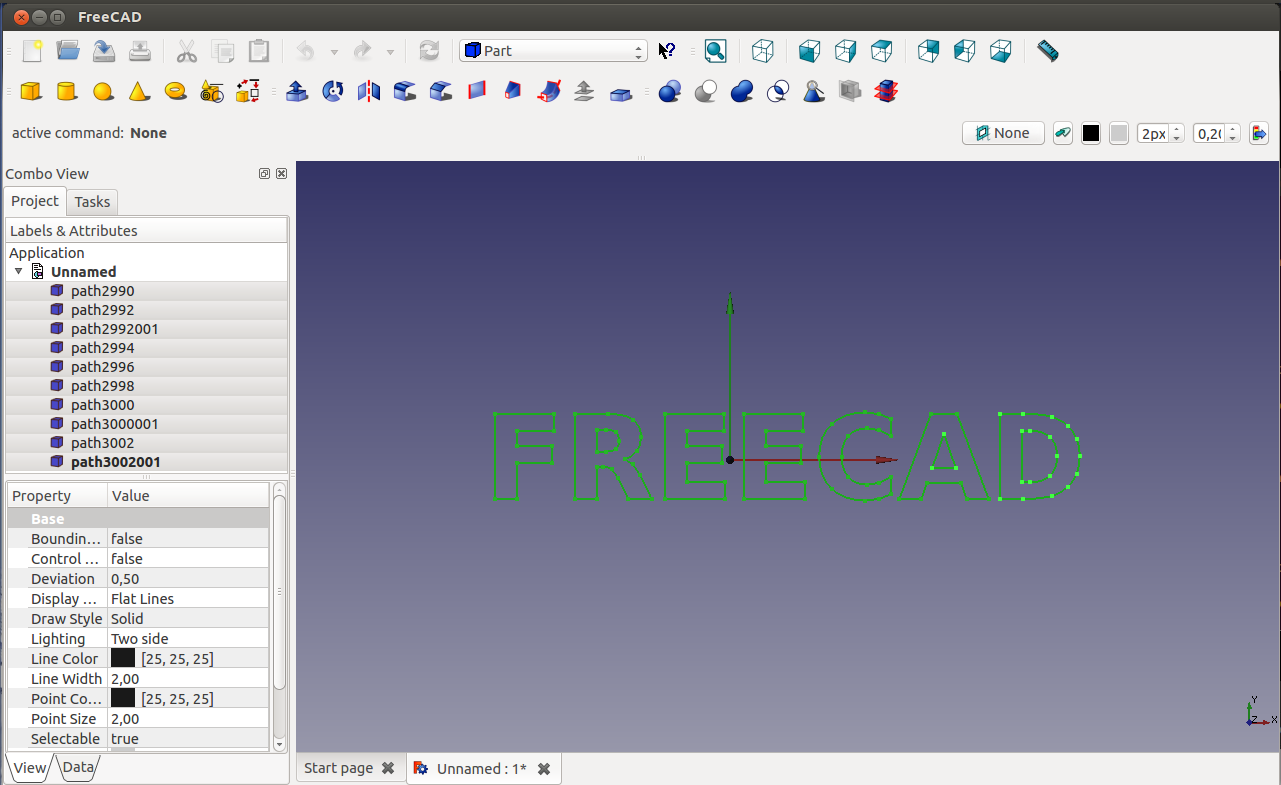 FreeCAD
Part
active command: None
None
2px
0,20
Combo View
Project Tasks
Labels & Attributes
Application
Unnamed
path2990
path2992
path2992001
path2994
path2996
path2998
path3000
path3000001
path3002
path3002001
Property Value
Base
Boundin... false
Control ... false
Deviation 0,50
Display ... Flat Lines
Draw Style Solid
Lighting Two side
Line Color [25, 25, 25]
Line Width 2,00
Point Co... [25, 25, 25]
Point Size 2,00
Selectable true
View Data
FREECAD
Y
Z X
Start page
Unnamed : 1*